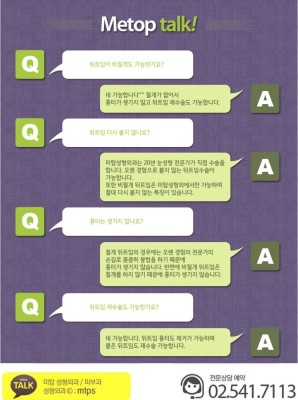 Metop talk!
Q
뒤트임이 비절개도 가능한가요?
네 가능합니다^^ 절개가 없어서
흉터가 생기지 않고 뒤트임 재수술도 가능합니다.
A
Q
뒤트임 다시 붙지 않나요?
미탑성형외과는 20년 눈성형 전문가가 직접 수술을
합니다. 오랜 경험으로 붙지 않는 뒤트임수술이
가능합니다.
또한 비절개 뒤트임은 미탑성형외과에서만 가능하며
절대 다시 붙지 않는 특징이 있습니다.
A
Q
흉터는 생기지 않나요?
절개 뒤트임의 경우에는 오랜 경험의 전문가의
손길로 꼼꼼히 봉합을 하기 때문에
흉터가 생기지 않습니다. 반면에 비절개 뒤트임은
절개를 하지 않기 때문에 흉터가 생기지 않습니다.
A
Q
뒤트임 재수술도 가능한가요?
네 가능합니다. 뒤트임 흉터도 제거가 가능하며
붙은 뒤트임도 재수술 가능합니다.
A
TALK
미탑 성형외과 / 피부과
성형외과 ID : mtps
전문상담 예약
02.541.7113